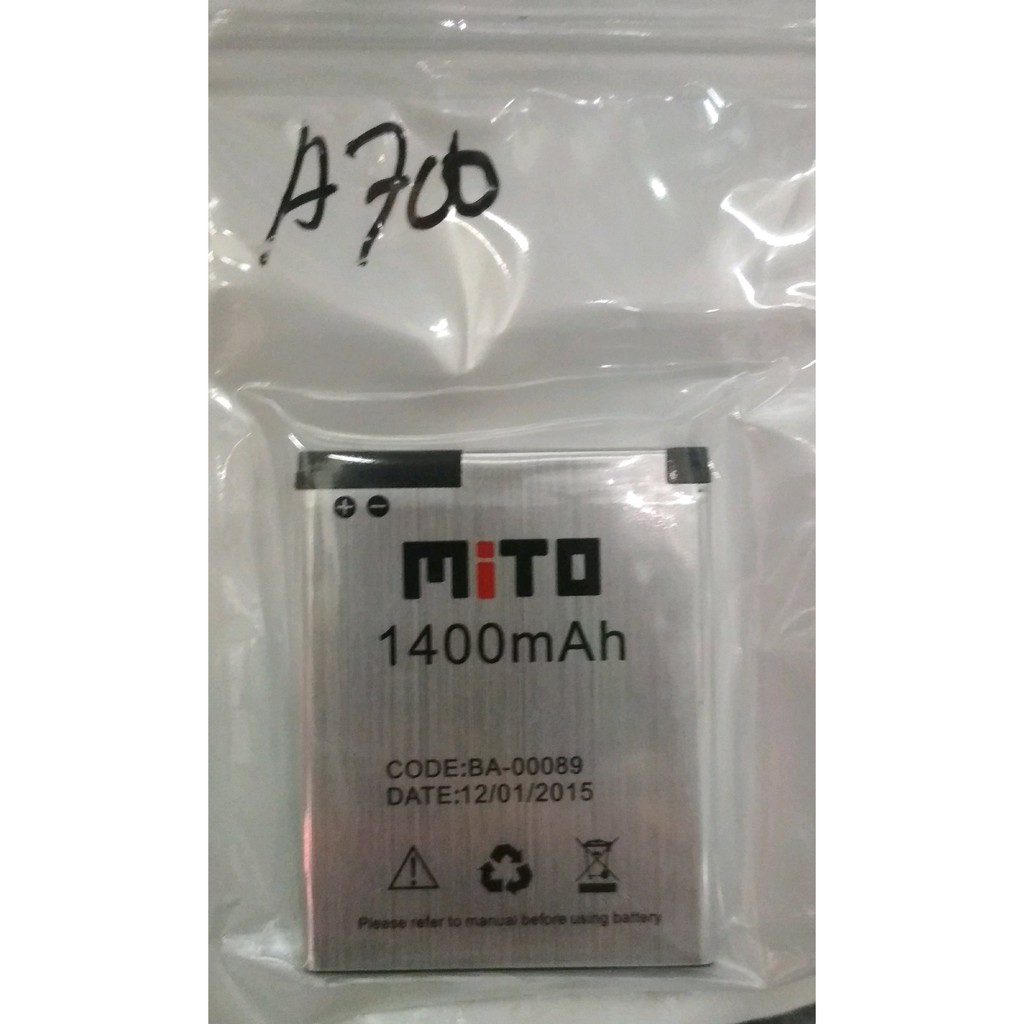 A700
MiTO
1400mAh
CODE:BA-00089
DATE:12/01/2015
Please refer to manual before using battery